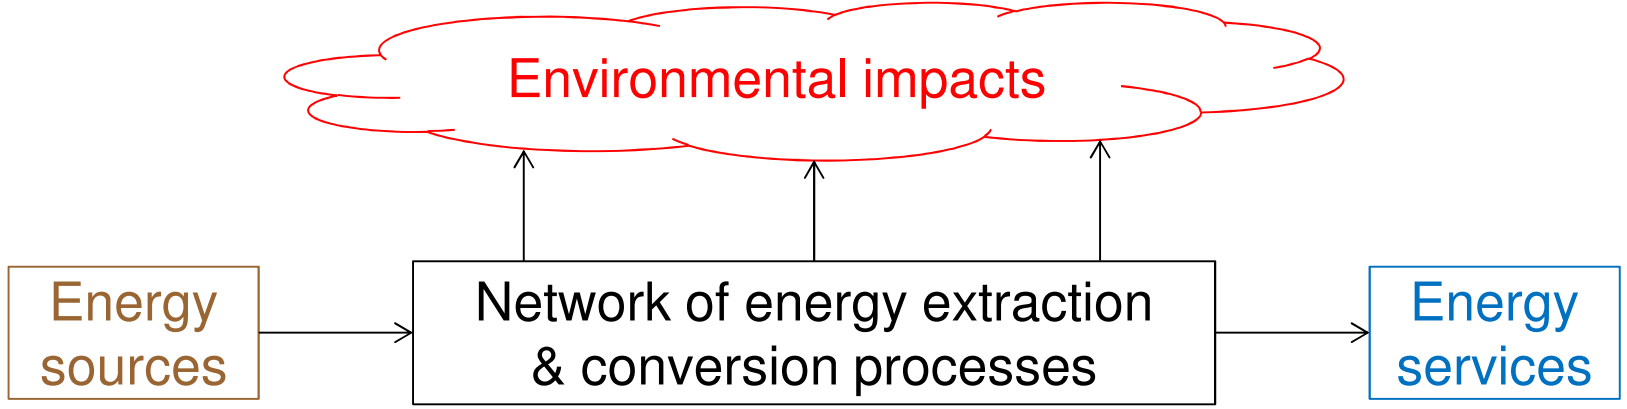 Environmental impacts
Energy
sources
Network of energy extraction
& conversion processes
Energy
services